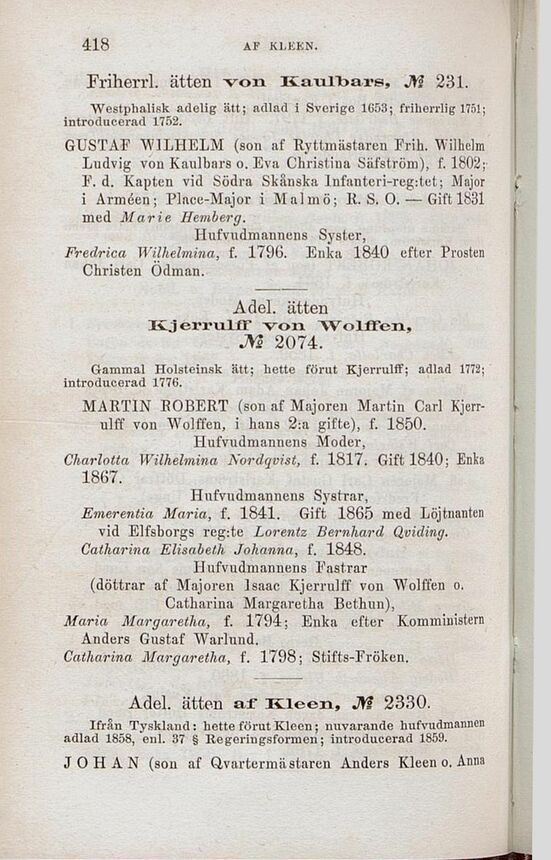 418
AF KLEEN.
Friherrl. ätten von Kaulbars, № 231.
Westphalisk adelig ätt; adlad i Sverige 1653; friherrlig 1751;
introducerad 1752.
GUSTAF WILHELM (son af Ryttmästaren Frih. Wilhelm
Ludvig von Kaulbars o. Eva Christina Säfström), f. 1802;
F. d. Kapten vid Södra Skånska Infanteri-reg:tet; Major
i Arméen; Place-Major i Malmö; R. S. O. — Gift 1831
med Marie Hemberg.
Hufvudmannens Syster,
Fredrica Wilhelmina, f. 1796. Enka 1840 efter Prosten
Christen Ödman.
Adel. ätten
Kjerrulff von Wolffen,
№ 2074.
Gammal Holsteinsk ätt; hette förut Kjerrulff; adlad 1772;
introducerad 1776.
MARTIN ROBERT (son af Majoren Martin Carl Kjerr-
ulff von Wolffen, i hans 2:a gifte), f. 1850.
Hufvudmannens Moder,
Charlotta Wilhelmina Nordqvist, f. 1817. Gift 1840; Enka
1867.
Hufvudmannens Systrar,
Emerentia Maria, f. 1841. Gift 1865 med Löjtnanten
vid Elfsborgs reg:te Lorentz Bernhard Qviding.
Catharina Elisabeth Johanna, f. 1848.
Hufvudmannens Fastrar
(döttrar af Majoren Isaac Kjerrulff von Wolffen o.
Catharina Margaretha Bethun),
Maria Margaretha, f. 1794; Enka efter Komministern
Anders Gustaf Warlund.
Catharina Margaretha, f. 1798; Stifts-Fröken.
Adel. ätten af Kleen, № 2330.
Ifrån Tyskland: hette förut Kleen; nuvarande hufvudmannen
adlad 1858, enl. 37 § Regeringsformen; introducerad 1859.
JOHAN (son af Qvartermästaren Anders Kleen o. Anna